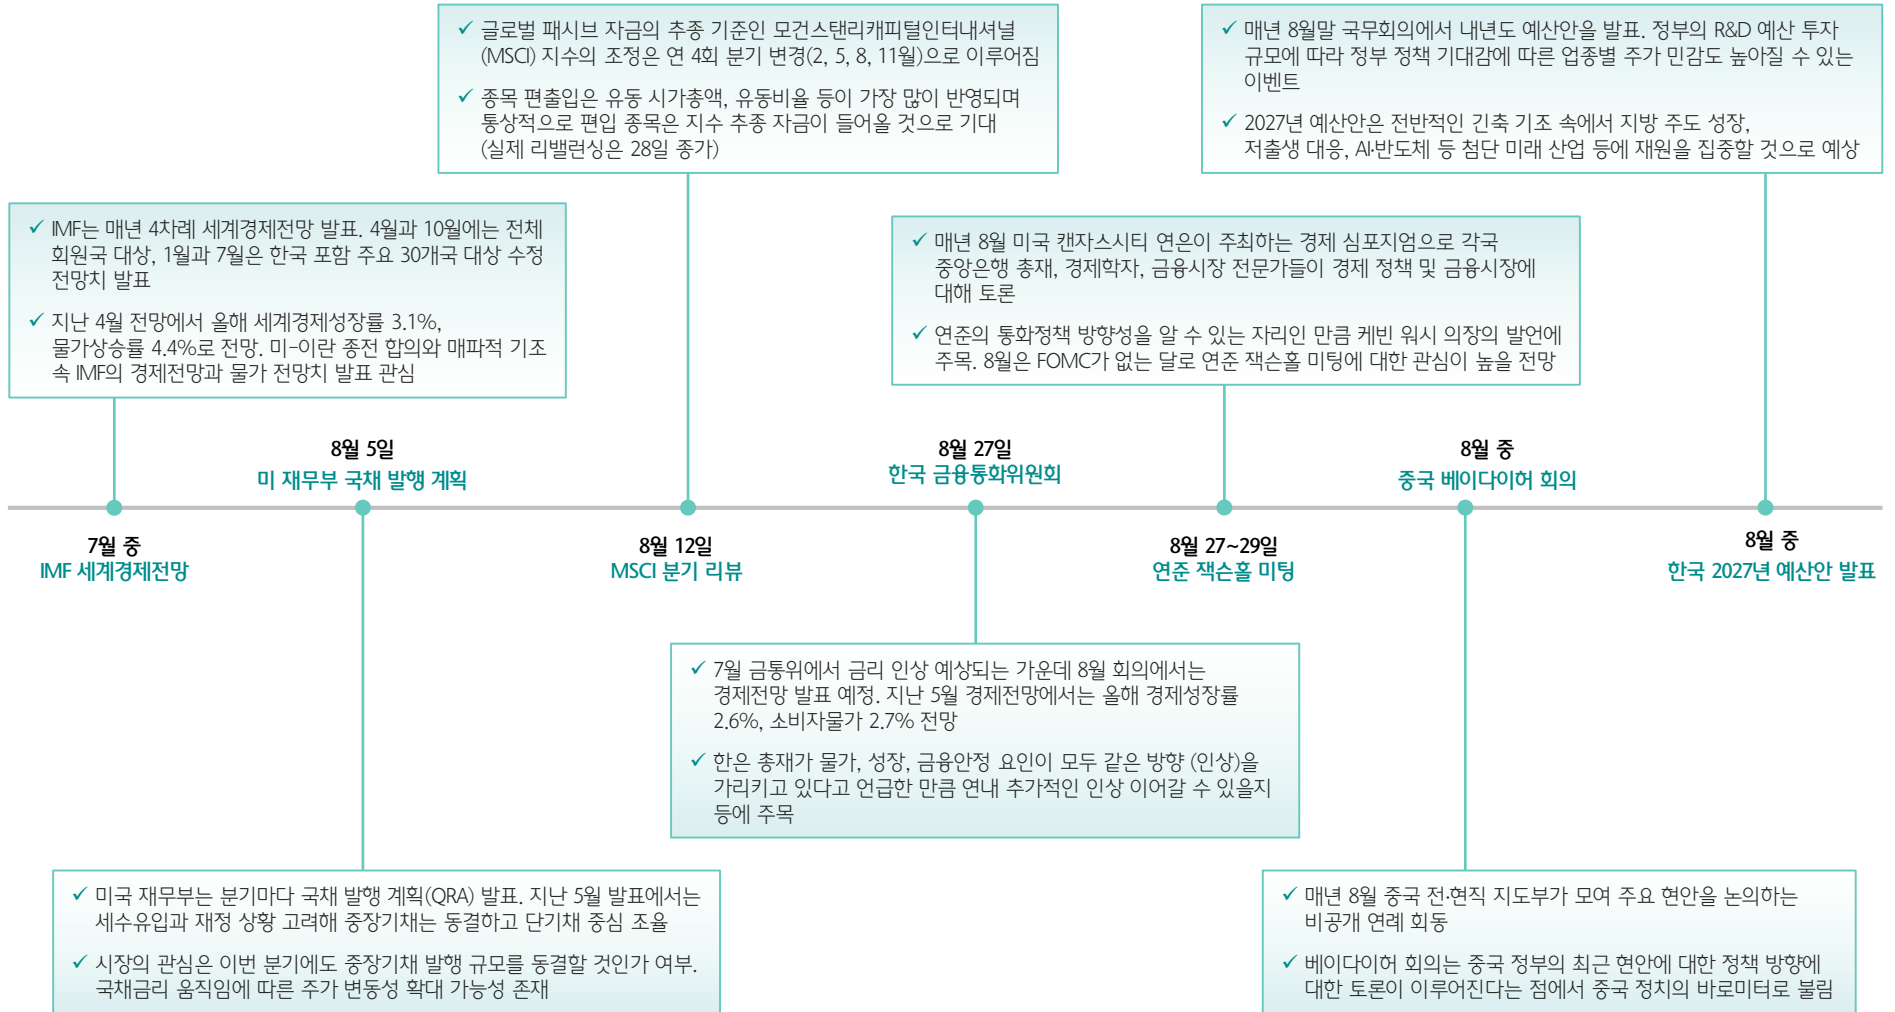 ✓ 글로벌 패시브 자금의 추종 기준인 모건스탠리캐피털인터내셔널
(MSCI) 지수의 조정은 연 4회 분기 변경(2, 5, 8, 11월)으로 이루어짐
✓ 종목 편출입은 유동 시가총액, 유동비율 등이 가장 많이 반영되며
통상적으로 편입 종목은 지수 추종 자금이 들어올 것으로 기대
(실제 리밸런싱은 28일 종가)
✓ 매년 8월말 국무회의에서 내년도 예산안을 발표. 정부의 R&D 예산 투자
규모에 따라 정부 정책 기대감에 따른 업종별 주가 민감도 높아질 수 있는
이벤트
✓ 2027년 예산안은 전반적인 긴축 기조 속에서 지방 주도 성장,
저출생 대응, AI·반도체 등 첨단 미래 산업 등에 재원을 집중할 것으로 예상
✓ IMF는 매년 4차례 세계경제전망 발표. 4월과 10월에는 전체
회원국 대상, 1월과 7월은 한국 포함 주요 30개국 대상 수정
전망치 발표
✓ 지난 4월 전망에서 올해 세계경제성장률 3.1%,
물가상승률 4.4%로 전망. 미-이란 종전 합의와 매파적 기조
속 IMF의 경제전망과 물가 전망치 발표 관심
✓ 매년 8월 미국 캔자스시티 연은이 주최하는 경제 심포지엄으로 각국
중앙은행 총재, 경제학자, 금융시장 전문가들이 경제 정책 및 금융시장에
대해 토론
✓ 연준의 통화정책 방향성을 알 수 있는 자리인 만큼 케빈 워시 의장의 발언에
주목. 8월은 FOMC가 없는 달로 연준 잭슨홀 미팅에 대한 관심이 높을 전망
8월 5일
미 재무부 국채 발행 계획
8월 27일
한국 금융통화위원회
8월 중
중국 베이다이허 회의
7월 중
IMF 세계경제전망
8월 12일
MSCI 분기 리뷰
8월 27~29일
연준 잭슨홀 미팅
8월 중
한국 2027년 예산안 발표
✓ 7월 금통위에서 금리 인상 예상되는 가운데 8월 회의에서는
경제전망 발표 예정. 지난 5월 경제전망에서는 올해 경제성장률
2.6%, 소비자물가 2.7% 전망
✓ 한은 총재가 물가, 성장, 금융안정 요인이 모두 같은 방향 (인상)을
가리키고 있다고 언급한 만큼 연내 추가적인 인상 이어갈 수 있을지
등에 주목
✓ 미국 재무부는 분기마다 국채 발행 계획(QRA) 발표. 지난 5월 발표에서는
세수유입과 재정 상황 고려해 중장기채는 동결하고 단기채 중심 조율
✓ 시장의 관심은 이번 분기에도 중장기채 발행 규모를 동결할 것인가 여부.
국채금리 움직임에 따른 주가 변동성 확대 가능성 존재
✓ 매년 8월 중국 전·현직 지도부가 모여 주요 현안을 논의하는
비공개 연례 회동
✓ 베이다이허 회의는 중국 정부의 최근 현안에 대한 정책 방향에
대한 토론이 이루어진다는 점에서 중국 정치의 바로미터로 불림